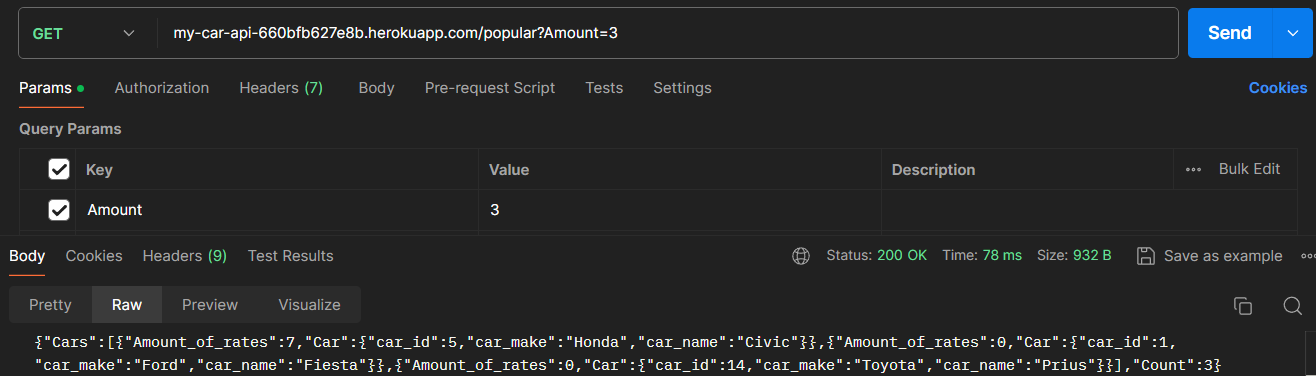 GET my-car-api-660bfb627e8b.herokuapp.com/popular?Amount=3 Send
Params Authorization Headers (7) Body Pre-request Script Tests Settings Cookies
Query Params
Key Value Description Bulk Edit
Amount 3
Body Cookies Headers (9) Test Results Status: 200 OK Time: 78 ms Size: 932 B Save as example
Pretty Raw Preview Visualize
{"Cars":[{"Amount_of_rates":7,"Car":{"car_id":5,"car_make":"Honda","car_name":"Civic"}},{"Amount_of_rates":0,"Car":{"car_id":1,
"car_make":"Ford","car_name":"Fiesta"}},{"Amount_of_rates":0,"Car":{"car_id":14,"car_make":"Toyota","car_name":"Prius"}}],"Count":3}